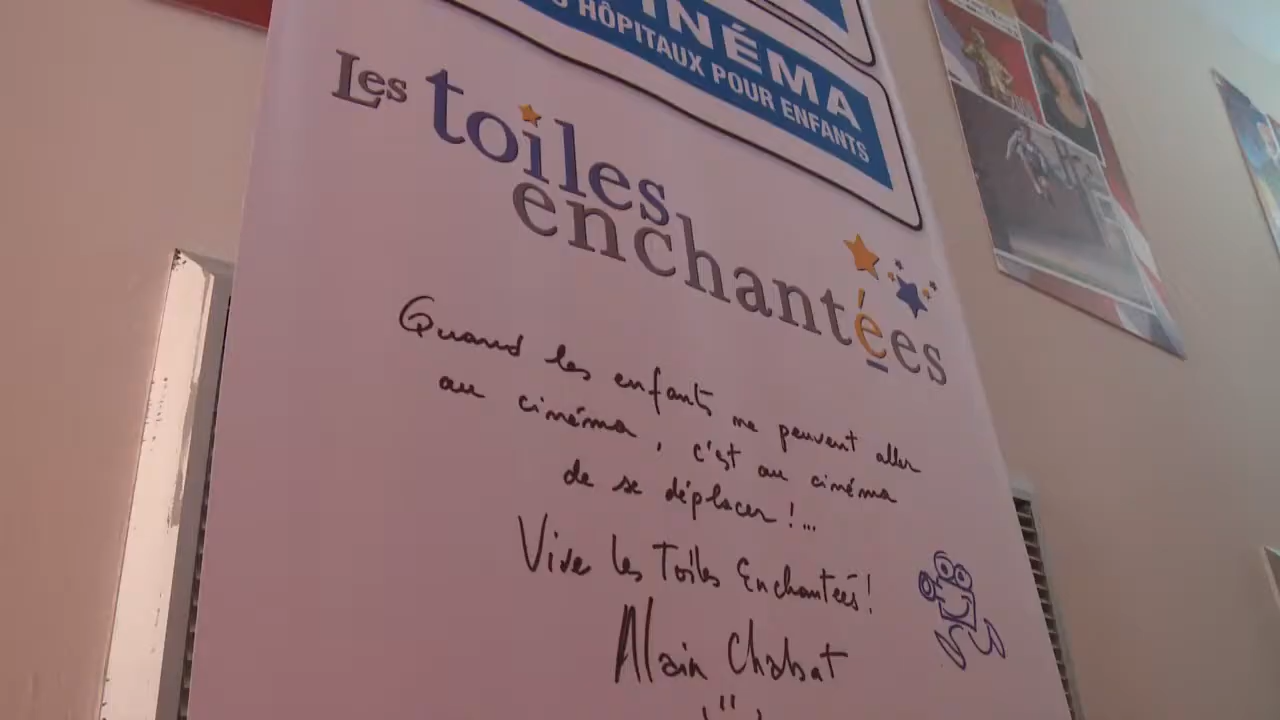 CINÉMA
HÔPITAUX POUR ENFANTS
Les toiles
enchantées
Quand les enfants ne peuvent aller
au cinéma, c'est au cinéma
de se déplacer !...
Vive les Toiles Enchantées !
Alain Chabat